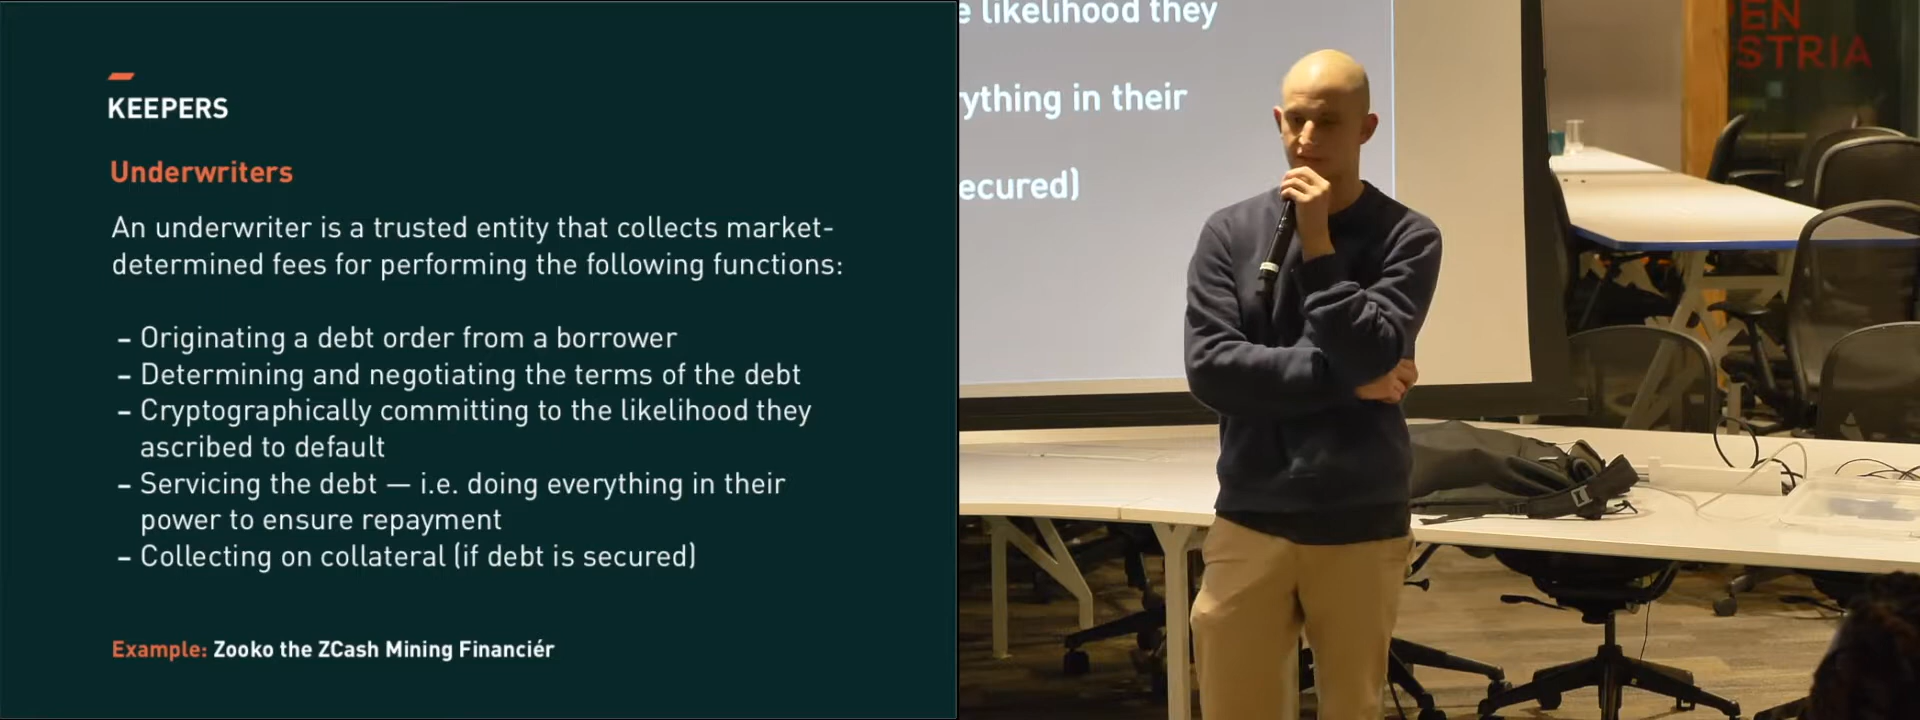 KEEPERS
Underwriters
An underwriter is a trusted entity that collects market-
determined fees for performing the following functions:
– Originating a debt order from a borrower
– Determining and negotiating the terms of the debt
– Cryptographically committing to the likelihood they
ascribed to default
– Servicing the debt — i.e. doing everything in their
power to ensure repayment
– Collecting on collateral (if debt is secured)
Example: Zooko the ZCash Mining Financiér
e likelihood they
rything in their
ecured)
EN
STRIA